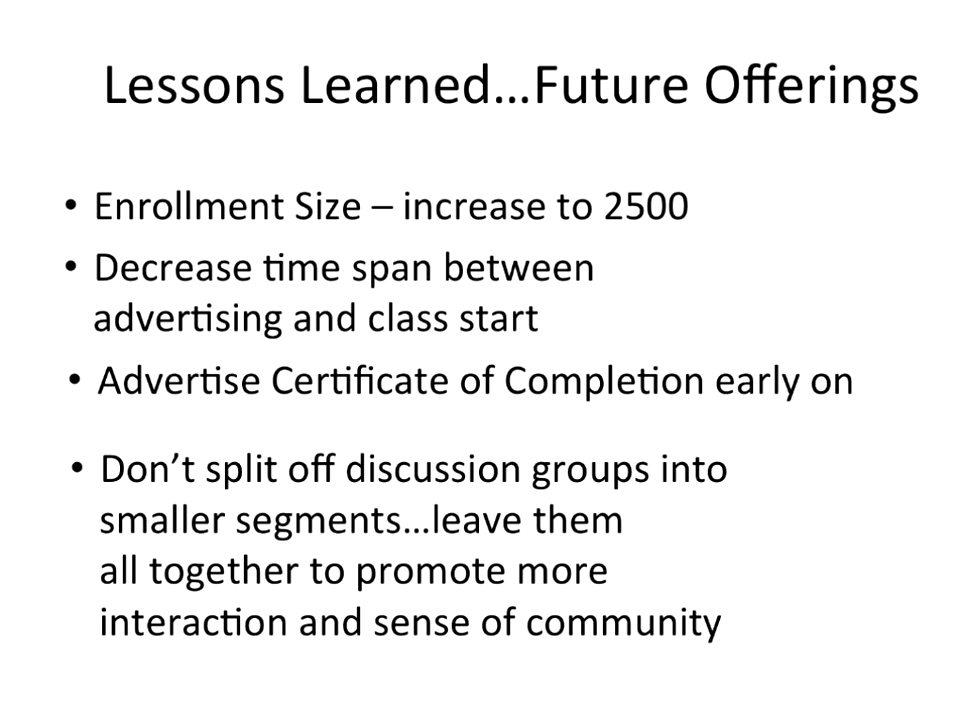 Lessons Learned…Future Offerings
• Enrollment Size – increase to 2500
• Decrease time span between
advertising and class start
• Advertise Certificate of Completion early on
• Don’t split off discussion groups into
smaller segments…leave them
all together to promote more
interaction and sense of community